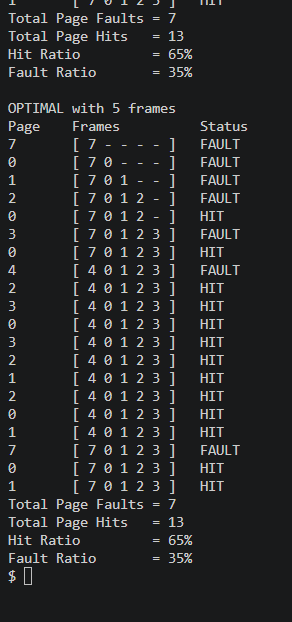 1 [ 7 0 1 2 3 ] HIT
Total Page Faults = 7
Total Page Hits = 13
Hit Ratio = 65%
Fault Ratio = 35%
OPTIMAL with 5 frames
Page Frames Status
7 [ 7 - - - - ] FAULT
0 [ 7 0 - - - ] FAULT
1 [ 7 0 1 - - ] FAULT
2 [ 7 0 1 2 - ] FAULT
0 [ 7 0 1 2 - ] HIT
3 [ 7 0 1 2 3 ] FAULT
0 [ 7 0 1 2 3 ] HIT
4 [ 4 0 1 2 3 ] FAULT
2 [ 4 0 1 2 3 ] HIT
3 [ 4 0 1 2 3 ] HIT
0 [ 4 0 1 2 3 ] HIT
3 [ 4 0 1 2 3 ] HIT
2 [ 4 0 1 2 3 ] HIT
1 [ 4 0 1 2 3 ] HIT
2 [ 4 0 1 2 3 ] HIT
0 [ 4 0 1 2 3 ] HIT
1 [ 4 0 1 2 3 ] HIT
7 [ 7 0 1 2 3 ] FAULT
0 [ 7 0 1 2 3 ] HIT
1 [ 7 0 1 2 3 ] HIT
Total Page Faults = 7
Total Page Hits = 13
Hit Ratio = 65%
Fault Ratio = 35%
$